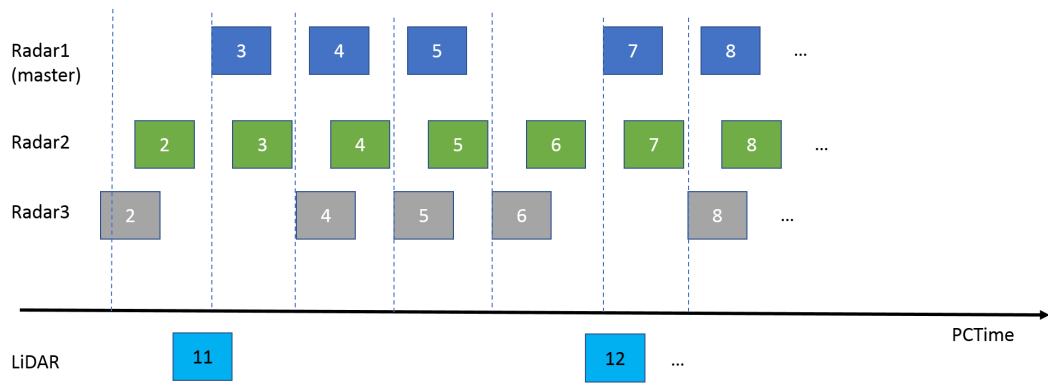 Radar1
(master)
3 4 5 7 8 ...
Radar2
2 3 4 5 6 7 8 ...
Radar3
2 4 5 6 8 ...
PCTime
LiDAR
11 12 ...